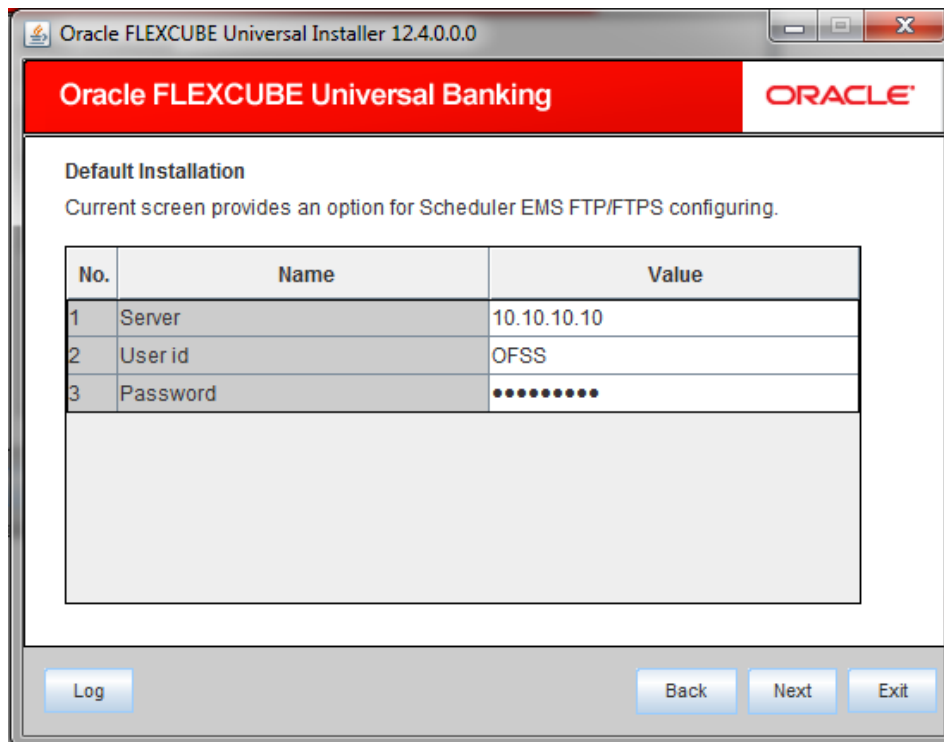 Oracle FLEXCUBE Universal Installer 12.4.0.0.0
Oracle FLEXCUBE Universal Banking
ORACLE
Default Installation
Current screen provides an option for Scheduler EMS FTP/FTPS configuring.
No. Name Value
1 Server 10.10.10.10
2 User id OFSS
3 Password •••••••••
Log Back Next Exit